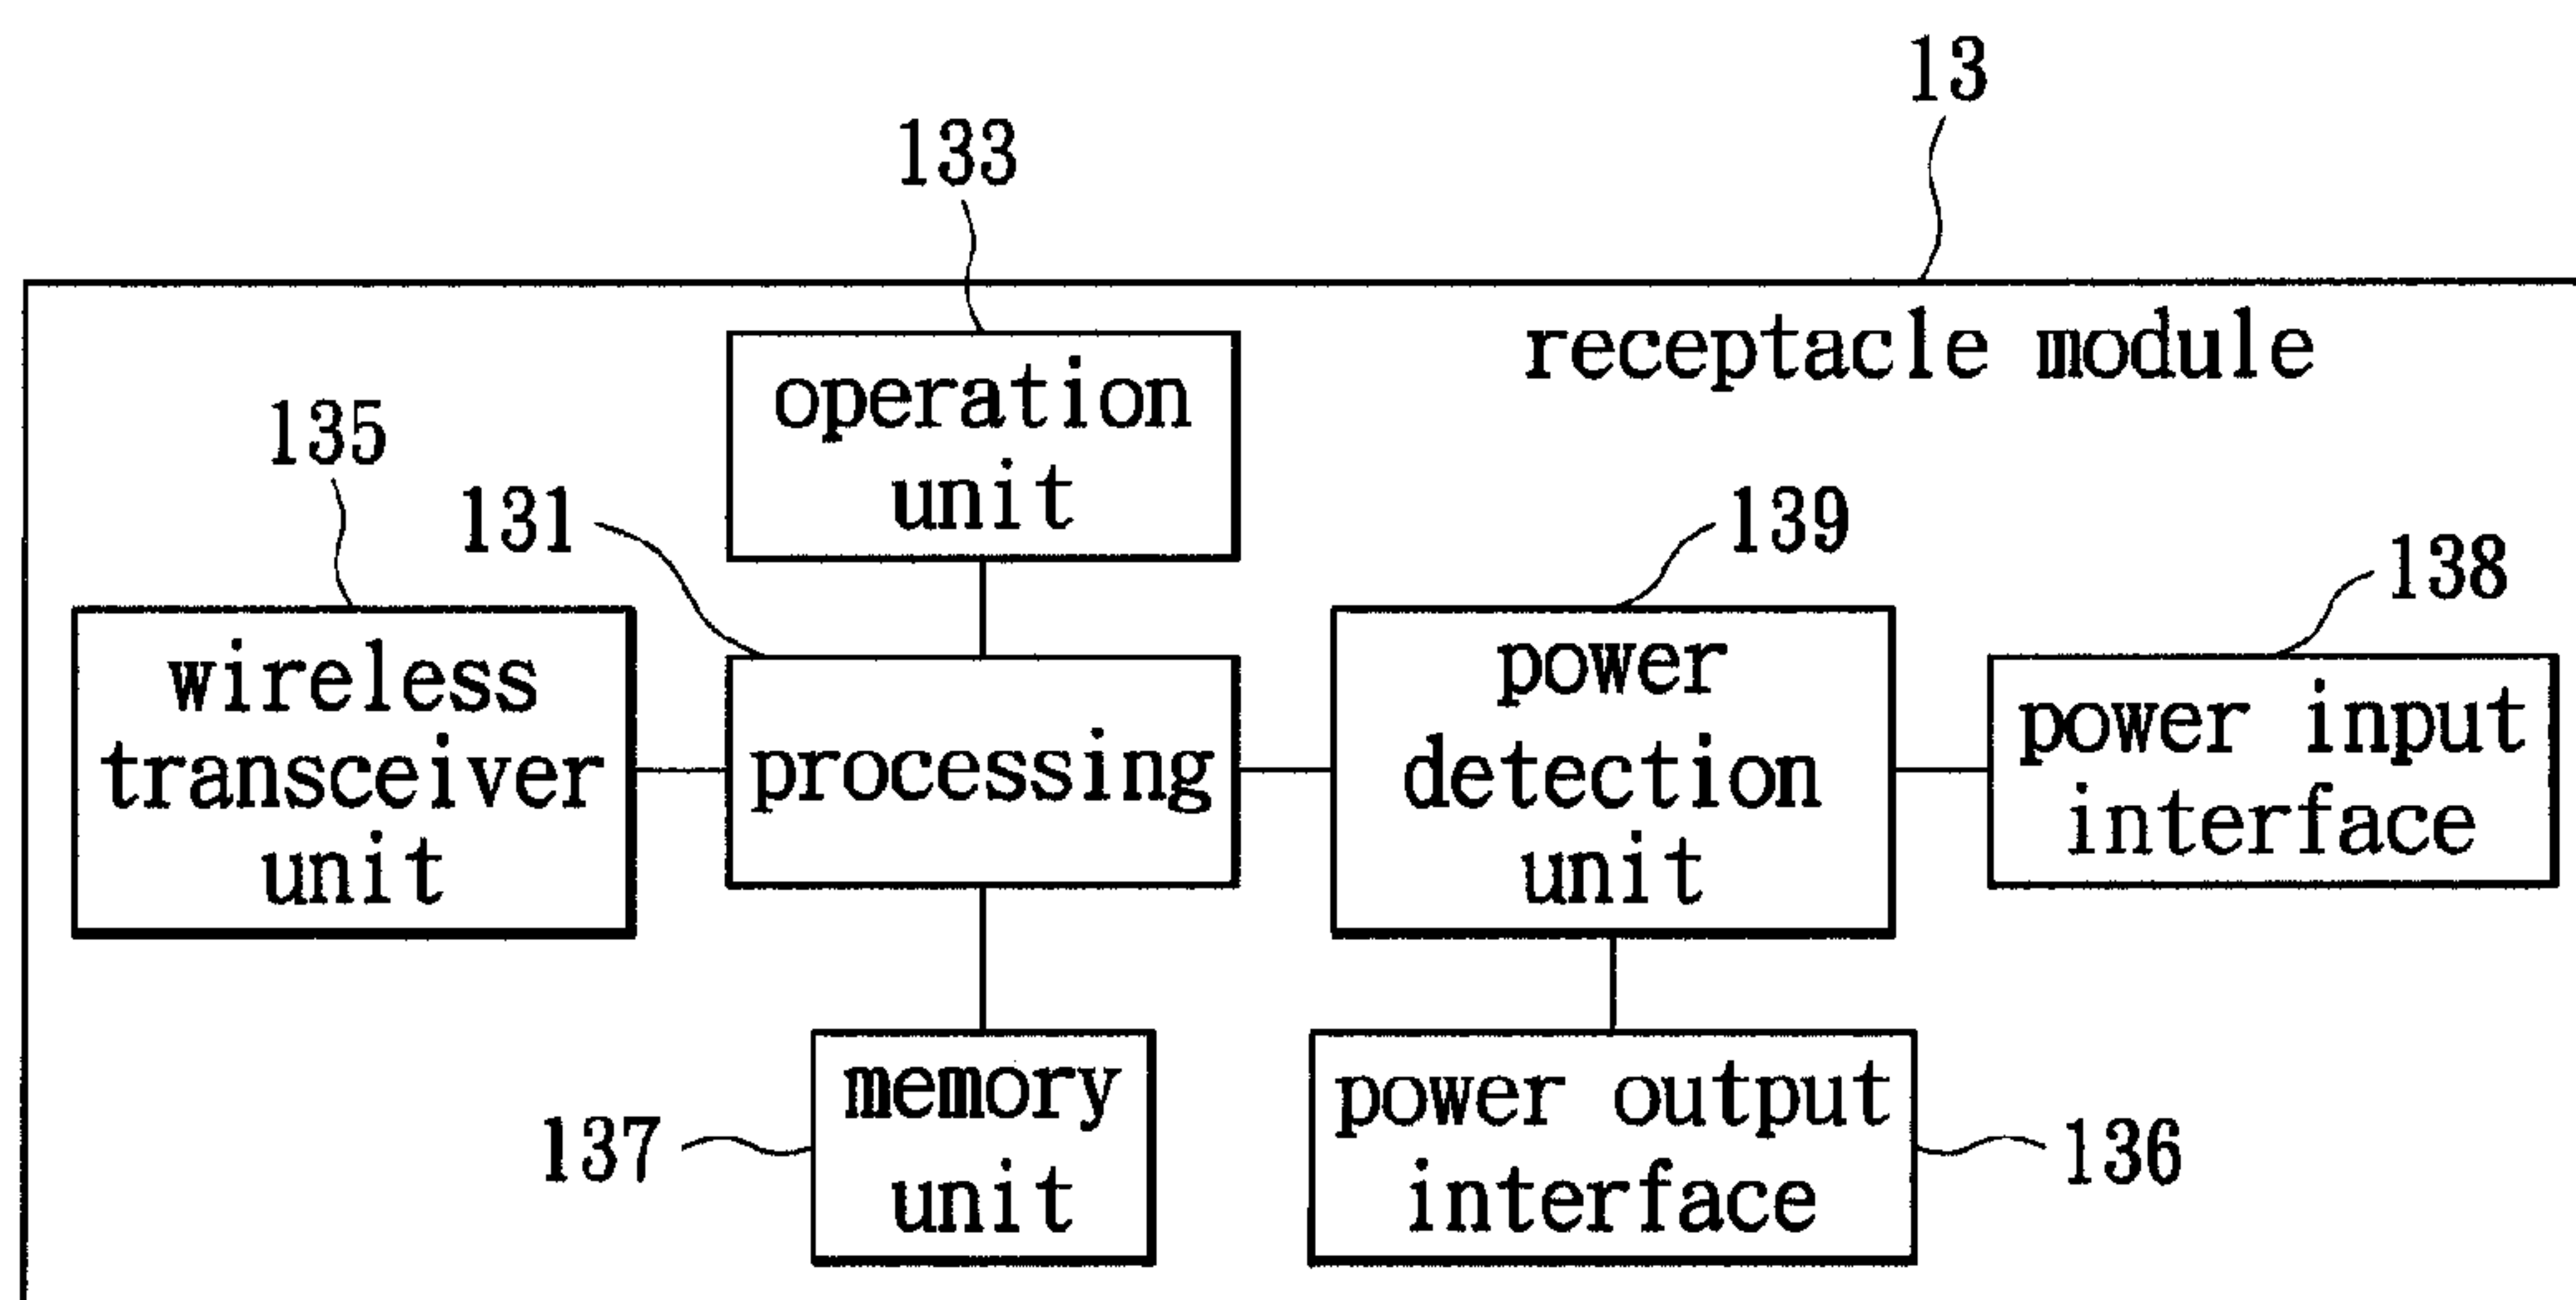 13
133
receptacle module
operation
unit
135
131
139
138
wireless
transceiver
unit
processing
power
detection
unit
power input
interface
137
memory
unit
power output
interface
136